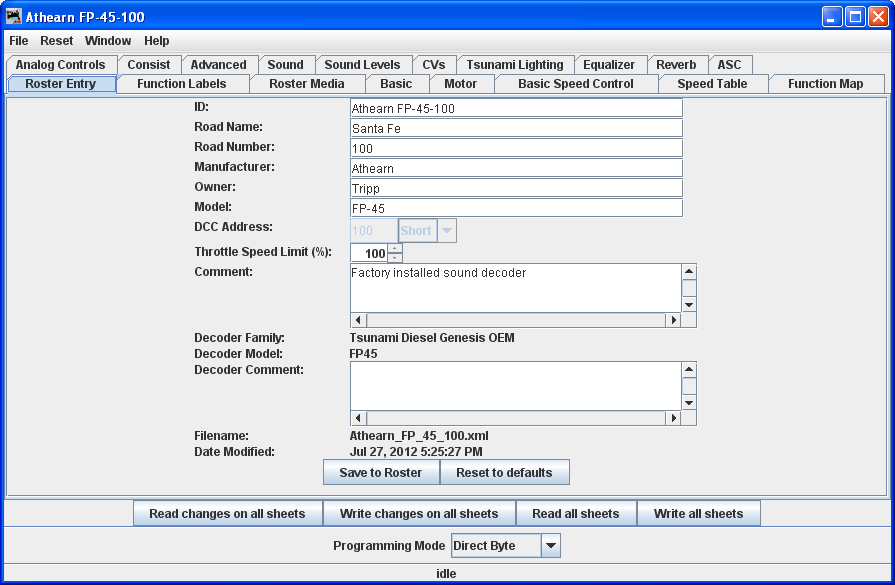 Athearn FP-45-100
File Reset Window Help
Analog Controls Consist Advanced Sound Sound Levels CVs Tsunami Lighting Equalizer Reverb ASC
Roster Entry Function Labels Roster Media Basic Motor Basic Speed Control Speed Table Function Map
ID: Athearn FP-45-100
Road Name: Santa Fe
Road Number: 100
Manufacturer: Athearn
Owner: Tripp
Model: FP-45
DCC Address: 100 Short
Throttle Speed Limit (%): 100
Comment: Factory installed sound decoder
Decoder Family: Tsunami Diesel Genesis OEM
Decoder Model: FP45
Decoder Comment:
Filename: Athearn_FP_45_100.xml
Date Modified: Jul 27, 2012 5:25:27 PM
Save to Roster Reset to defaults
Read changes on all sheets Write changes on all sheets Read all sheets Write all sheets
Programming Mode Direct Byte
idle